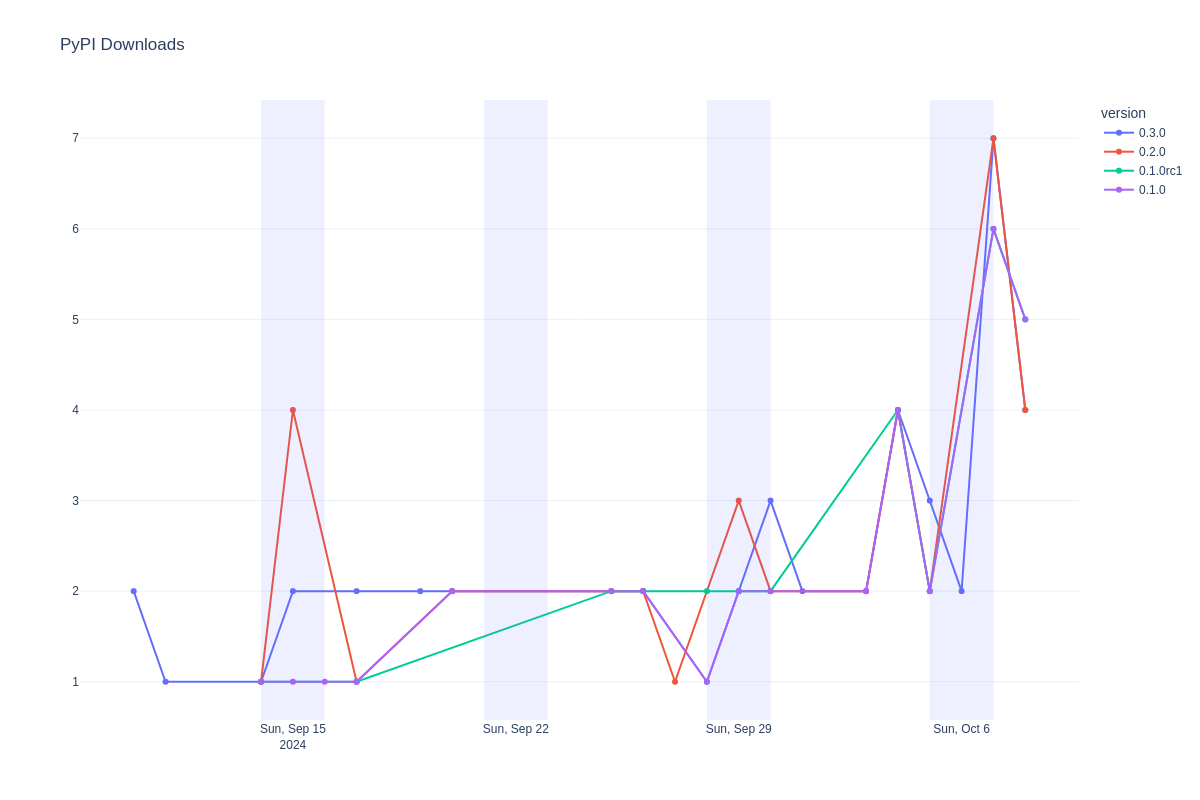 PyPI Downloads
version
0.3.0
0.2.0
0.1.0rc1
0.1.0
7
6
5
4
3
2
1
Sun, Sep 15
2024
Sun, Sep 22
Sun, Sep 29
Sun, Oct 6